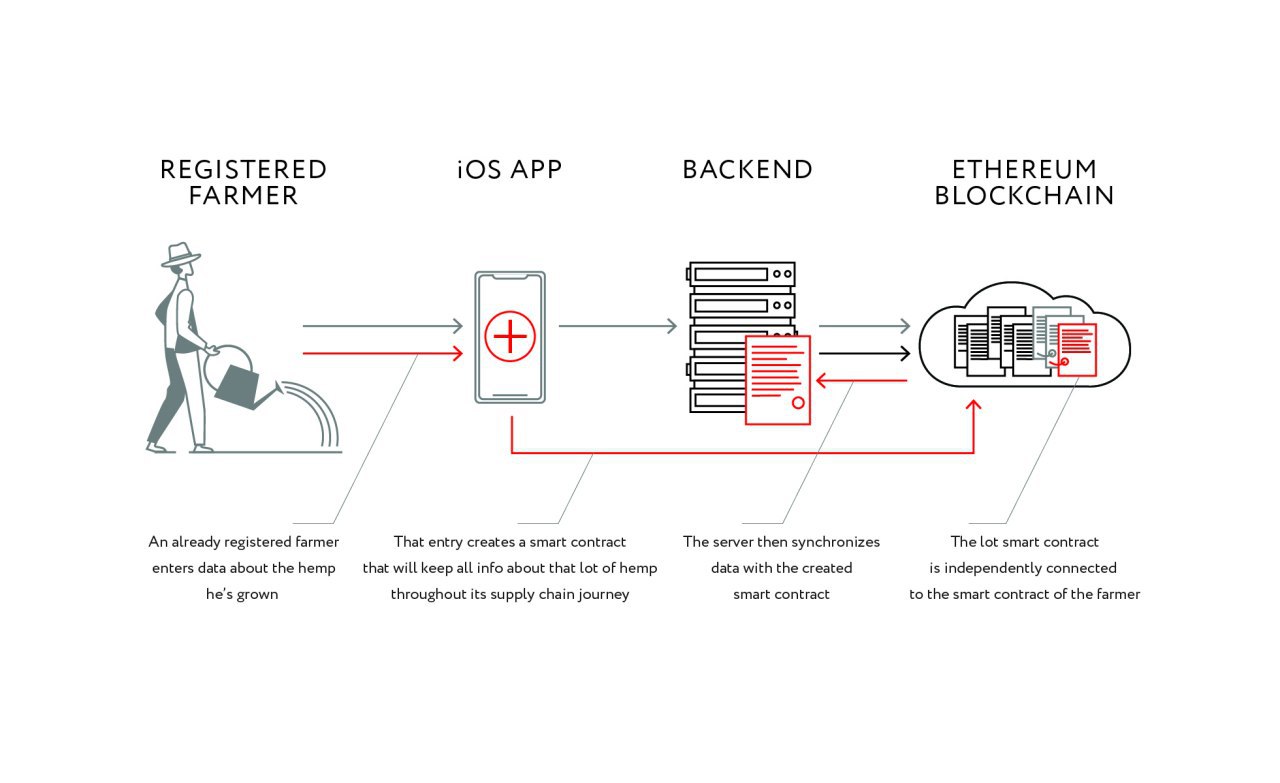 REGISTERED
FARMER
iOS APP
BACKEND
ETHEREUM
BLOCKCHAIN
An already registered farmer
enters data about the hemp
he's grown
That entry creates a smart contract
that will keep all info about that lot of hemp
throughout its supply chain journey
The server then synchronizes
data with the created
smart contract
The lot smart contract
is independently connected
to the smart contract of the farmer